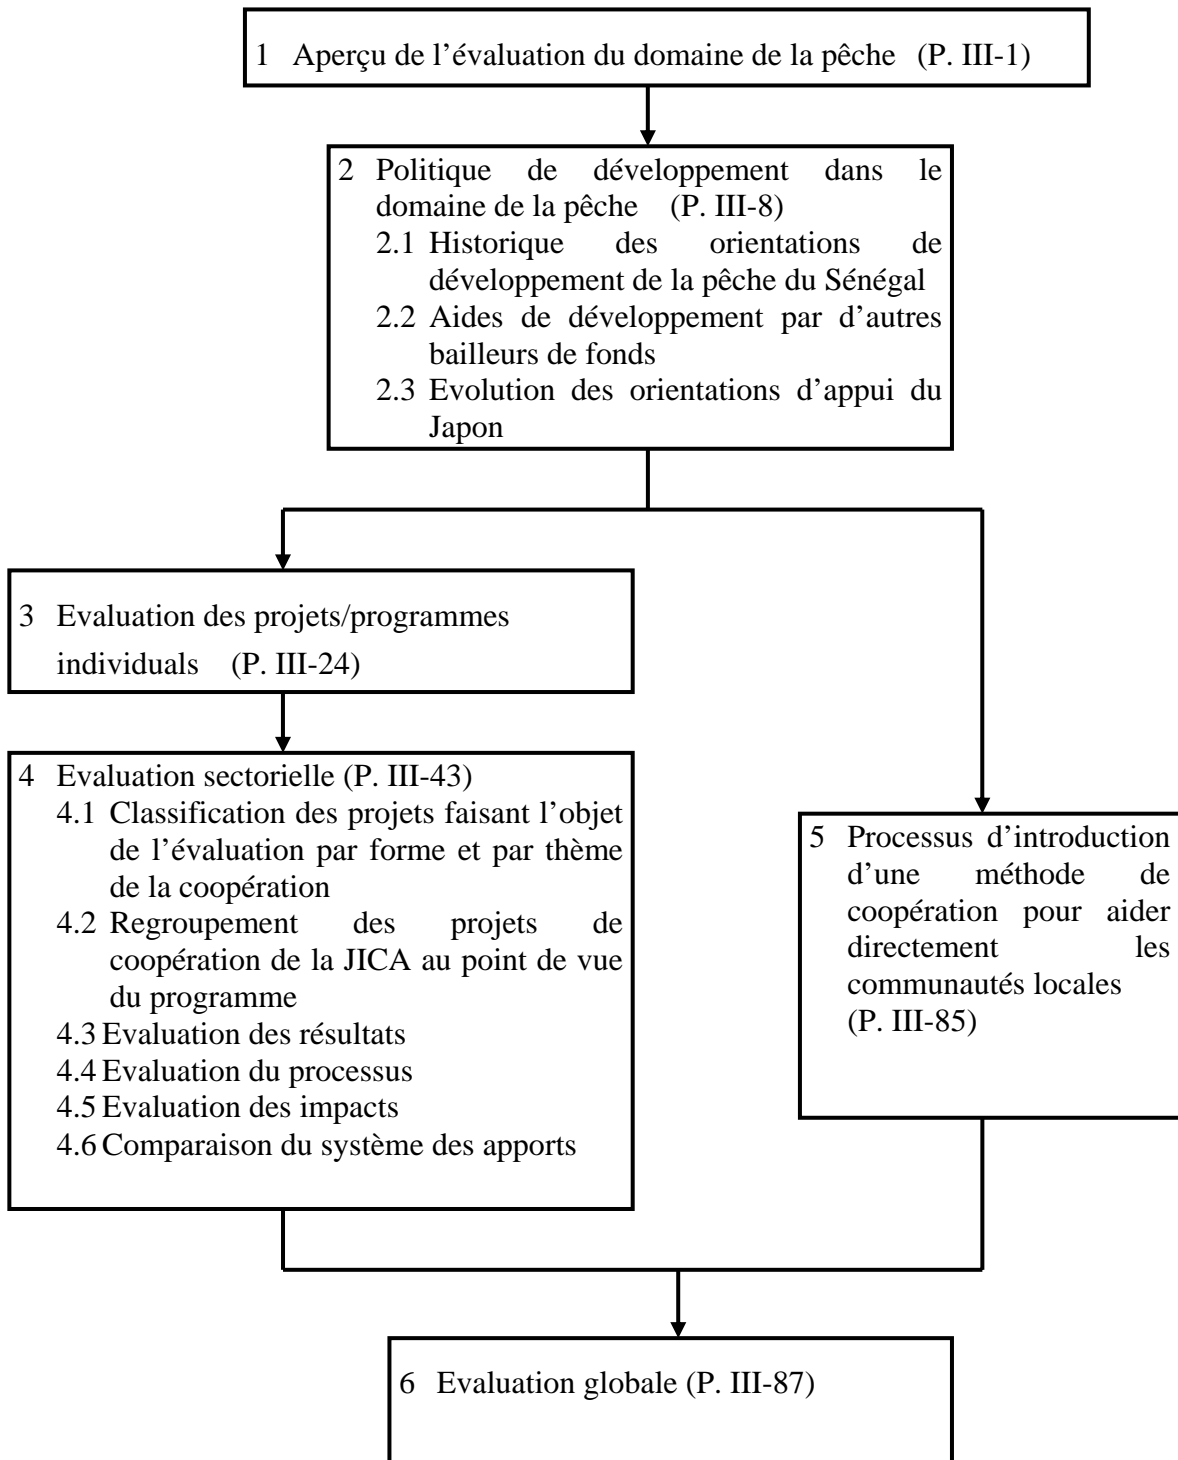 1 Aperçu de l’évaluation du domaine de la pêche (P. III-1)
2 Politique de développement dans le
domaine de la pêche (P. III-8)
2.1 Historique des orientations de
développement de la pêche du Sénégal
2.2 Aides de développement par d’autres
bailleurs de fonds
2.3 Evolution des orientations d’appui du
Japon
3 Evaluation des projets/programmes
individuals (P. III-24)
4 Evaluation sectorielle (P. III-43)
4.1 Classification des projets faisant l’objet
de l’évaluation par forme et par thème
de la coopération
4.2 Regroupement des projets de
coopération de la JICA au point de vue
du programme
4.3 Evaluation des résultats
4.4 Evaluation du processus
4.5 Evaluation des impacts
4.6 Comparaison du système des apports
5 Processus d’introduction
d’une méthode de
coopération pour aider
directement les
communautés locales
(P. III-85)
6 Evaluation globale (P. III-87)